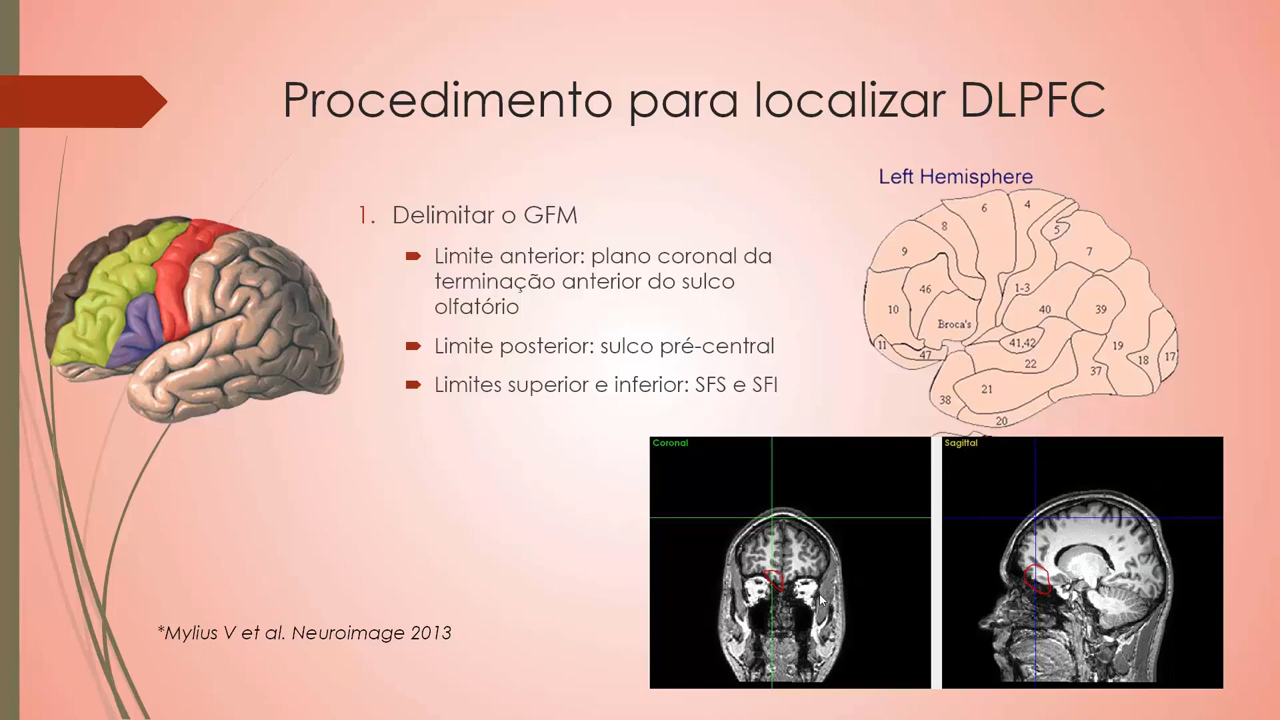 Procedimento para localizar DLPFC
1. Delimitar o GFM
Limite anterior: plano coronal da
terminação anterior do sulco
olfatório
Limite posterior: sulco pré-central
Limites superior e inferior: SFS e SFI
*Mylius V et al. Neuroimage 2013
Left Hemisphere
6
4
8
5
9
7
46
1-3
10
40
39
Broca's
11
41,42
19
47
22
18
17
37
21
38
20
Coronal
Sagittal